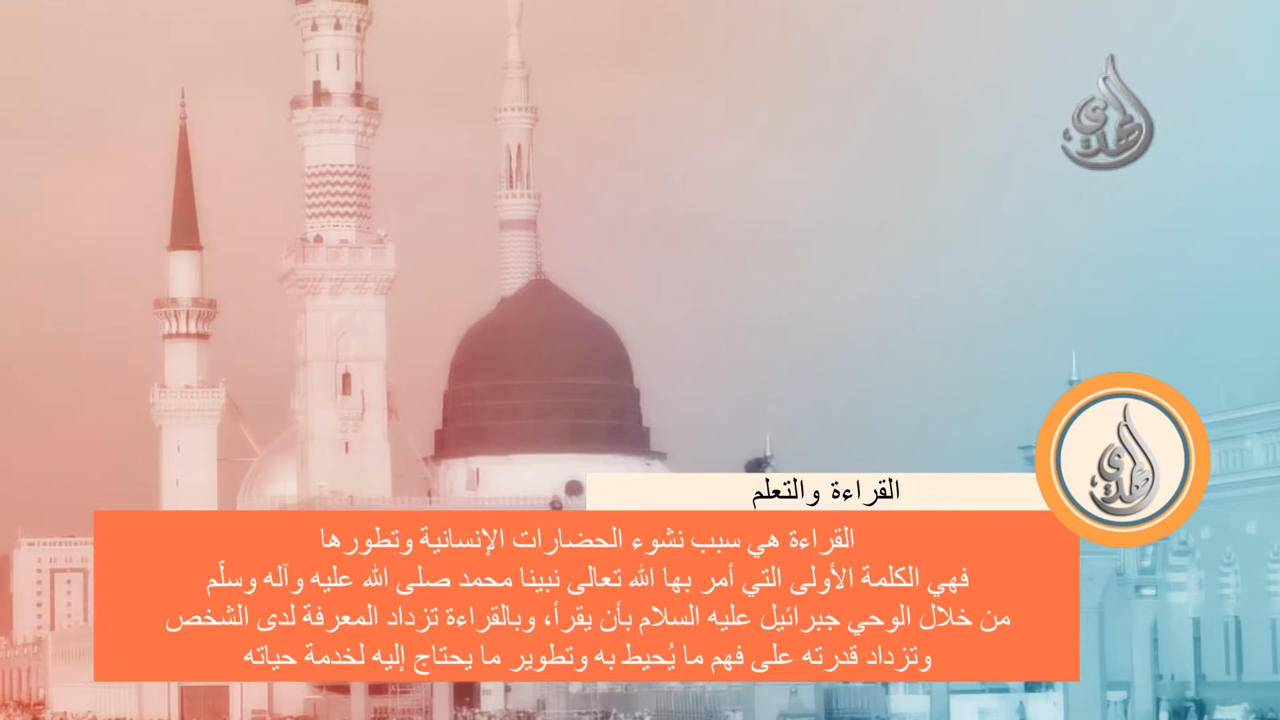 المهدي
القراءة والتعلم
المهدي
القراءة هي سبب نشوء الحضارات الإنسانية وتطورها
فهي الكلمة الأولى التي أمر بها الله تعالى نبينا محمد صلى الله عليه وآله وسلّم
من خلال الوحي جبرائيل عليه السلام بأن يقرأ، وبالقراءة تزداد المعرفة لدى الشخص
وتزداد قدرته على فهم ما يُحيط به وتطوير ما يحتاج إليه لخدمة حياته